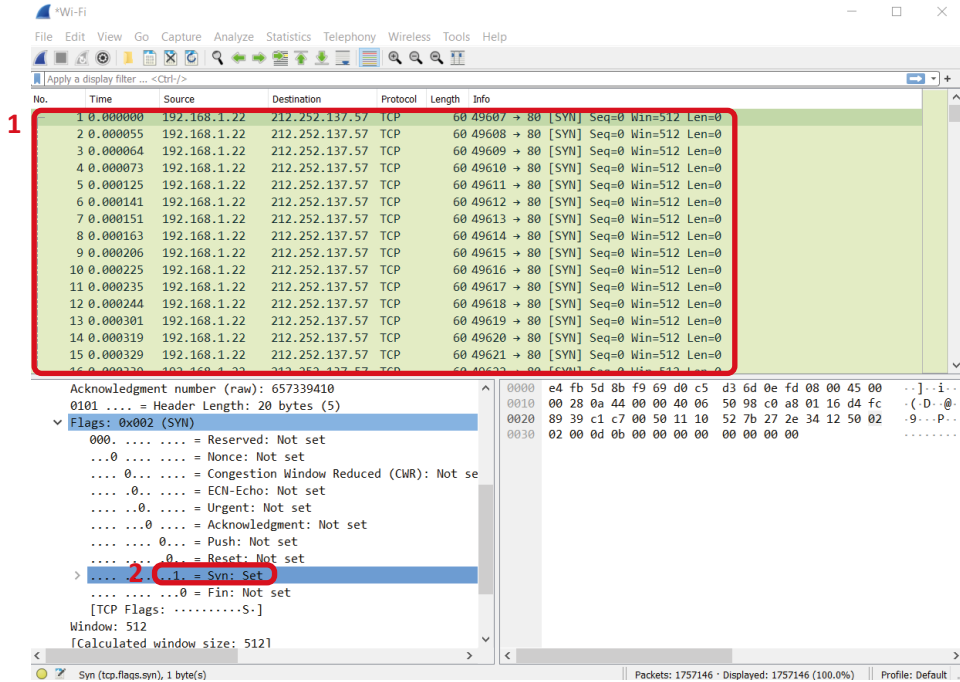 *Wi-Fi
File Edit View Go Capture Analyze Statistics Telephony Wireless Tools Help
Apply a display filter ... <Ctrl-/>
No. Time Source Destination Protocol Length Info
1
1 0.000000 192.168.1.22 212.252.137.57 TCP 60 49607 → 80 [SYN] Seq=0 Win=512 Len=0
2 0.000055 192.168.1.22 212.252.137.57 TCP 60 49608 → 80 [SYN] Seq=0 Win=512 Len=0
3 0.000064 192.168.1.22 212.252.137.57 TCP 60 49609 → 80 [SYN] Seq=0 Win=512 Len=0
4 0.000073 192.168.1.22 212.252.137.57 TCP 60 49610 → 80 [SYN] Seq=0 Win=512 Len=0
5 0.000125 192.168.1.22 212.252.137.57 TCP 60 49611 → 80 [SYN] Seq=0 Win=512 Len=0
6 0.000141 192.168.1.22 212.252.137.57 TCP 60 49612 → 80 [SYN] Seq=0 Win=512 Len=0
7 0.000151 192.168.1.22 212.252.137.57 TCP 60 49613 → 80 [SYN] Seq=0 Win=512 Len=0
8 0.000163 192.168.1.22 212.252.137.57 TCP 60 49614 → 80 [SYN] Seq=0 Win=512 Len=0
9 0.000206 192.168.1.22 212.252.137.57 TCP 60 49615 → 80 [SYN] Seq=0 Win=512 Len=0
10 0.000225 192.168.1.22 212.252.137.57 TCP 60 49616 → 80 [SYN] Seq=0 Win=512 Len=0
11 0.000235 192.168.1.22 212.252.137.57 TCP 60 49617 → 80 [SYN] Seq=0 Win=512 Len=0
12 0.000244 192.168.1.22 212.252.137.57 TCP 60 49618 → 80 [SYN] Seq=0 Win=512 Len=0
13 0.000301 192.168.1.22 212.252.137.57 TCP 60 49619 → 80 [SYN] Seq=0 Win=512 Len=0
14 0.000319 192.168.1.22 212.252.137.57 TCP 60 49620 → 80 [SYN] Seq=0 Win=512 Len=0
15 0.000329 192.168.1.22 212.252.137.57 TCP 60 49621 → 80 [SYN] Seq=0 Win=512 Len=0
Acknowledgment number (raw): 657339410
0101 .... = Header Length: 20 bytes (5)
Flags: 0x002 (SYN)
000. .... .... = Reserved: Not set
...0 .... .... = Nonce: Not set
.... 0... .... = Congestion Window Reduced (CWR): Not se
.... .0.. .... = ECN-Echo: Not set
.... ..0. .... = Urgent: Not set
.... ...0 .... = Acknowledgment: Not set
.... .... 0... = Push: Not set
.... .... .0.. = Reset: Not set
2
.... .... ..1. = Syn: Set
.... .... ...0 = Fin: Not set
[TCP Flags: ··········S·]
Window: 512
[Calculated window size: 512]
0000 e4 fb 5d 8b f9 69 d0 c5 d3 6d 0e fd 08 00 45 00 ··]··i··
0010 00 28 0a 44 00 00 40 06 50 98 c0 a8 01 16 d4 fc ·(·D··@·
0020 89 39 c1 c7 00 50 11 10 52 7b 27 2e 34 12 50 02 ·9···P··
0030 02 00 0d 0b 00 00 00 00 00 00 00 00 ········
Syn (tcp.flags.syn), 1 byte(s)
Packets: 1757146 · Displayed: 1757146 (100.0%)
Profile: Default